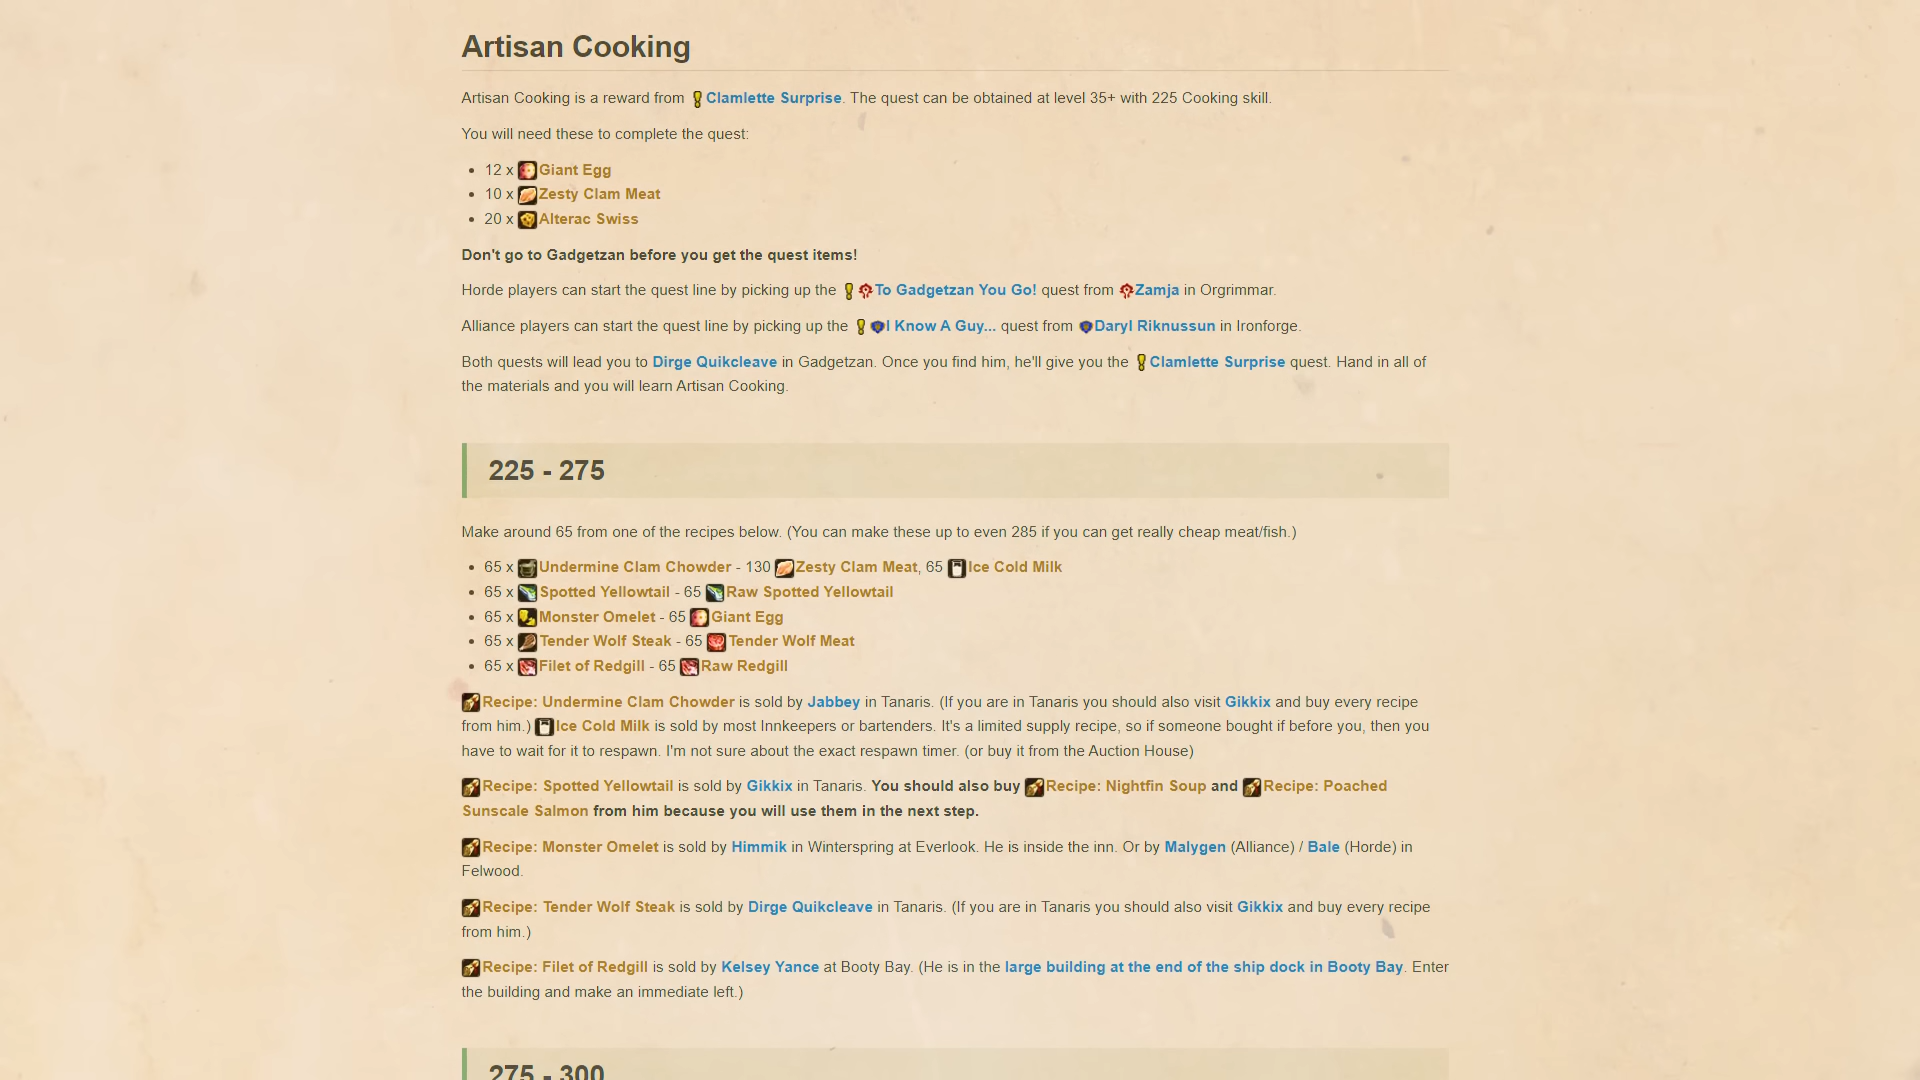 Artisan Cooking
Artisan Cooking is a reward from Clamlette Surprise. The quest can be obtained at level 35+ with 225 Cooking skill.
You will need these to complete the quest:
• 12 x Giant Egg
• 10 x Zesty Clam Meat
• 20 x Alterac Swiss
Don't go to Gadgetzan before you get the quest items!
Horde players can start the quest line by picking up the To Gadgetzan You Go! quest from Zamja in Orgrimmar.
Alliance players can start the quest line by picking up the I Know A Guy... quest from Daryl Riknussun in Ironforge.
Both quests will lead you to Dirge Quikcleave in Gadgetzan. Once you find him, he'll give you the Clamlette Surprise quest. Hand in all of
the materials and you will learn Artisan Cooking.
225 - 275
Make around 65 from one of the recipes below. (You can make these up to even 285 if you can get really cheap meat/fish.)
• 65 x Undermine Clam Chowder - 130 Zesty Clam Meat, 65 Ice Cold Milk
• 65 x Spotted Yellowtail - 65 Raw Spotted Yellowtail
• 65 x Monster Omelet - 65 Giant Egg
• 65 x Tender Wolf Steak - 65 Tender Wolf Meat
• 65 x Filet of Redgill - 65 Raw Redgill
Recipe: Undermine Clam Chowder is sold by Jabbey in Tanaris. (If you are in Tanaris you should also visit Gikkix and buy every recipe
from him.) Ice Cold Milk is sold by most Innkeepers or bartenders. It's a limited supply recipe, so if someone bought if before you, then you
have to wait for it to respawn. I'm not sure about the exact respawn timer. (or buy it from the Auction House)
Recipe: Spotted Yellowtail is sold by Gikkix in Tanaris. You should also buy Recipe: Nightfin Soup and Recipe: Poached
Sunscale Salmon from him because you will use them in the next step.
Recipe: Monster Omelet is sold by Himmik in Winterspring at Everlook. He is inside the inn. Or by Malygen (Alliance) / Bale (Horde) in
Felwood.
Recipe: Tender Wolf Steak is sold by Dirge Quikcleave in Tanaris. (If you are in Tanaris you should also visit Gikkix and buy every recipe
from him.)
Recipe: Filet of Redgill is sold by Kelsey Yance at Booty Bay. (He is in the large building at the end of the ship dock in Booty Bay. Enter
the building and make an immediate left.)
275 - 300